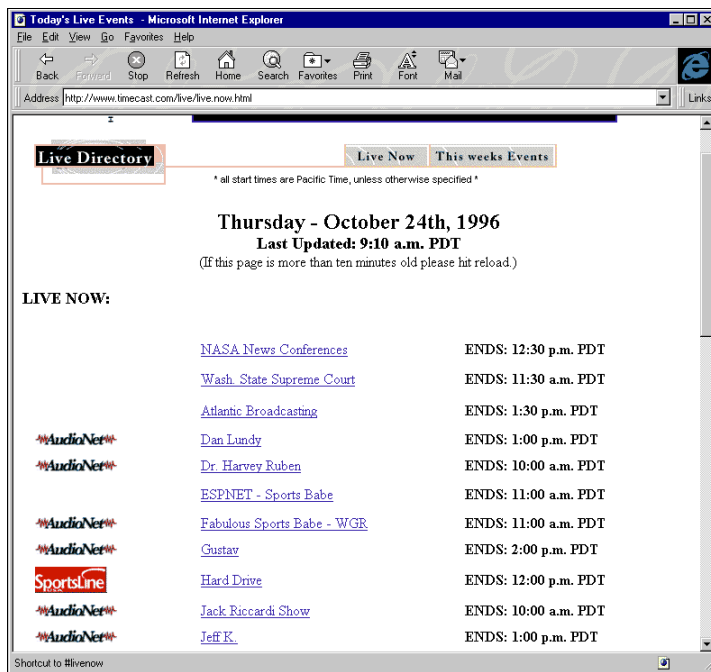 Today's Live Events - Microsoft Internet Explorer
File Edit View Go Favorites Help
Back Forward Stop Refresh Home Search Favorites Print Font Mail
Address http://www.timecast.com/live/live.now.html Links
Live Directory Live Now This weeks Events
* all start times are Pacific Time, unless otherwise specified *
Thursday - October 24th, 1996
Last Updated: 9:10 a.m. PDT
(If this page is more than ten minutes old please hit reload.)
LIVE NOW:
NASA News Conferences ENDS: 12:30 p.m. PDT
Wash. State Supreme Court ENDS: 11:30 a.m. PDT
Atlantic Broadcasting ENDS: 1:30 p.m. PDT
AudioNet Dan Lundy ENDS: 1:00 p.m. PDT
AudioNet Dr. Harvey Ruben ENDS: 10:00 a.m. PDT
ESPNET - Sports Babe ENDS: 11:00 a.m. PDT
AudioNet Fabulous Sports Babe - WGR ENDS: 11:00 a.m. PDT
AudioNet Gustav ENDS: 2:00 p.m. PDT
SportsLine Hard Drive ENDS: 12:00 p.m. PDT
AudioNet Jack Riccardi Show ENDS: 10:00 a.m. PDT
AudioNet Jeff K. ENDS: 1:00 p.m. PDT
Shortcut to #livenow